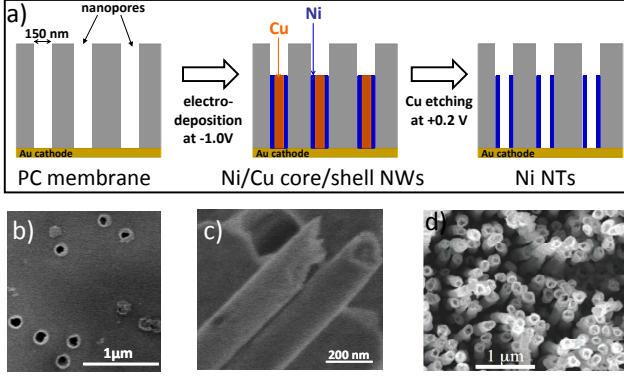 a)
nanopores
150 nm
Cu
Ni
electro-
deposition
at -1.0V
Cu etching
at +0.2 V
Au cathode
Au cathode
Au cathode
PC membrane
Ni/Cu core/shell NWs
Ni NTs
b)
1µm
c)
200 nm
d)
1 µm